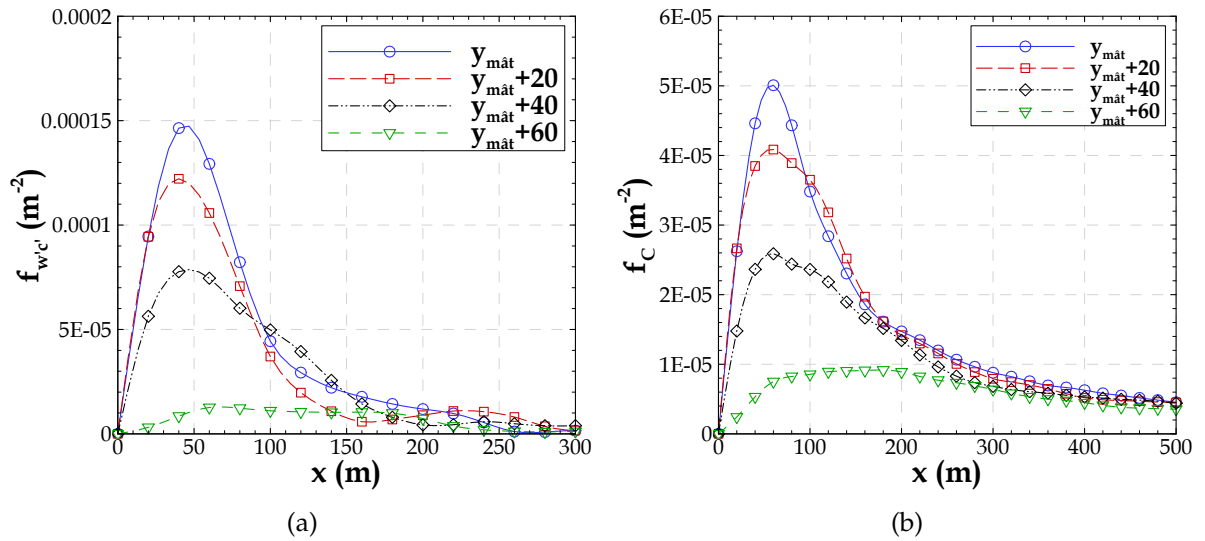 0.0002
0.00015
0.0001
5E-05
0
f_w'c' (m⁻²)
0 50 100 150 200 250 300
x (m)
y_mât
y_mât+20
y_mât+40
y_mât+60
(a)
6E-05
5E-05
4E-05
3E-05
2E-05
1E-05
0
f_C (m⁻²)
0 100 200 300 400 500
x (m)
y_mât
y_mât+20
y_mât+40
y_mât+60
(b)